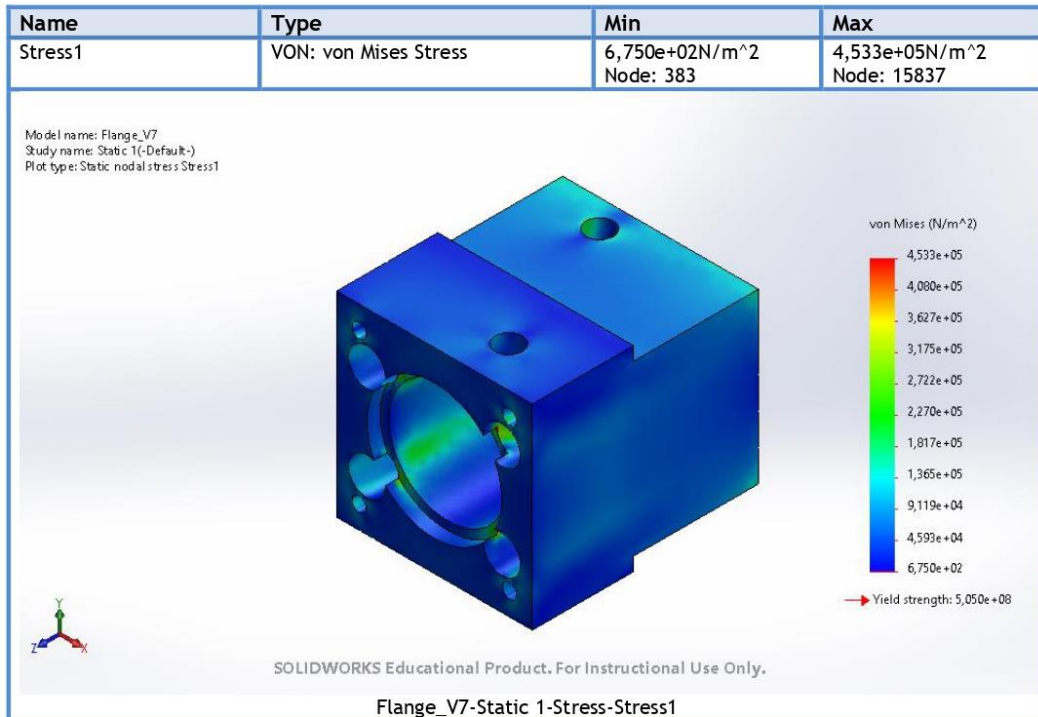 Name Type Min Max
Stress1 VON: von Mises Stress 6,750e+02N/m^2 4,533e+05N/m^2
Node: 383 Node: 15837
Model name: Flange_V7
Study name: Static 1(-Default-)
Plot type: Static nodal stress Stress1
von Mises (N/m^2)
4,533e+05
4,080e+05
3,627e+05
3,175e+05
2,722e+05
2,270e+05
1,817e+05
1,365e+05
9,119e+04
4,593e+04
6,750e+02
Yield strength: 5,050e+08
Y
Z X
SOLIDWORKS Educational Product. For Instructional Use Only.
Flange_V7-Static 1-Stress-Stress1